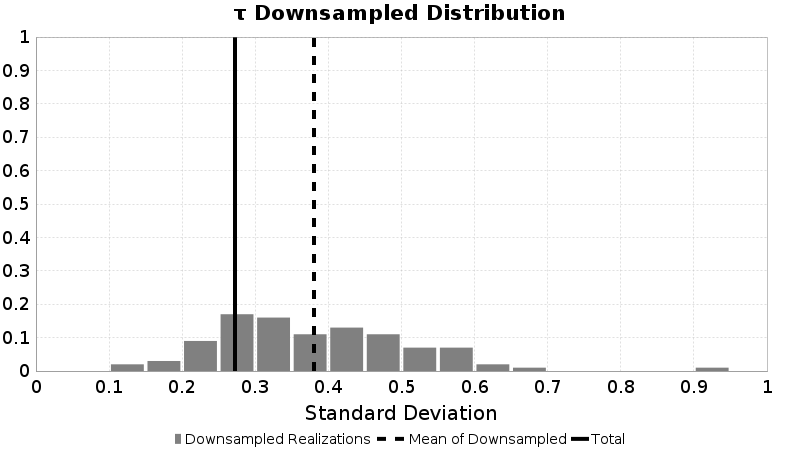 τ Downsampled Distribution
1
0.9
0.8
0.7
0.6
0.5
0.4
0.3
0.2
0.1
0
0 0.1 0.2 0.3 0.4 0.5 0.6 0.7 0.8 0.9 1
Standard Deviation
Downsampled Realizations Mean of Downsampled Total